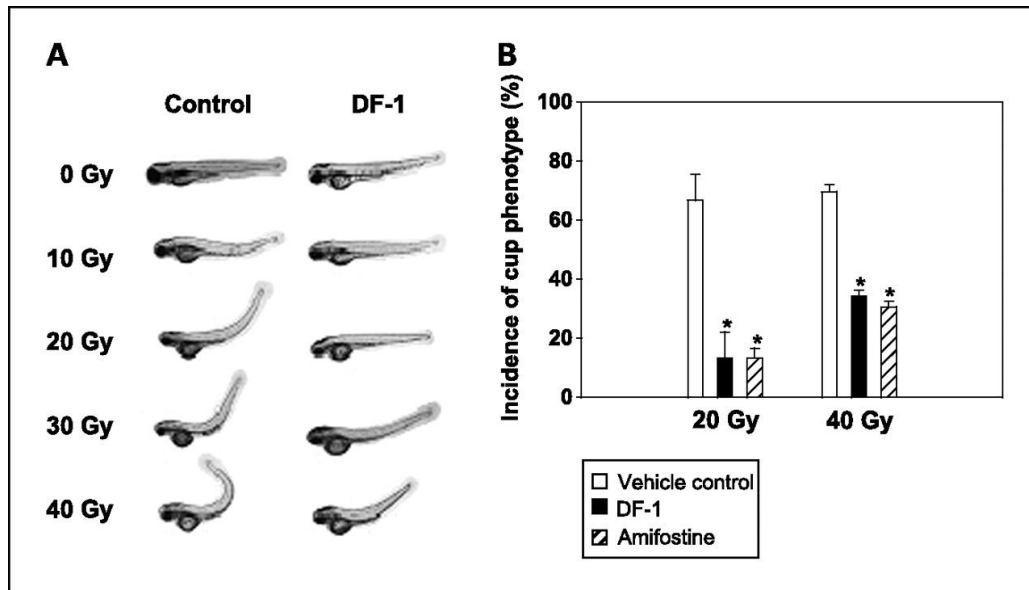 A
Control DF-1
0 Gy
10 Gy
20 Gy
30 Gy
40 Gy
B
Incidence of cup phenotype (%)
100
80
60
40
20
0
* *
* *
20 Gy 40 Gy
Vehicle control
DF-1
Amifostine